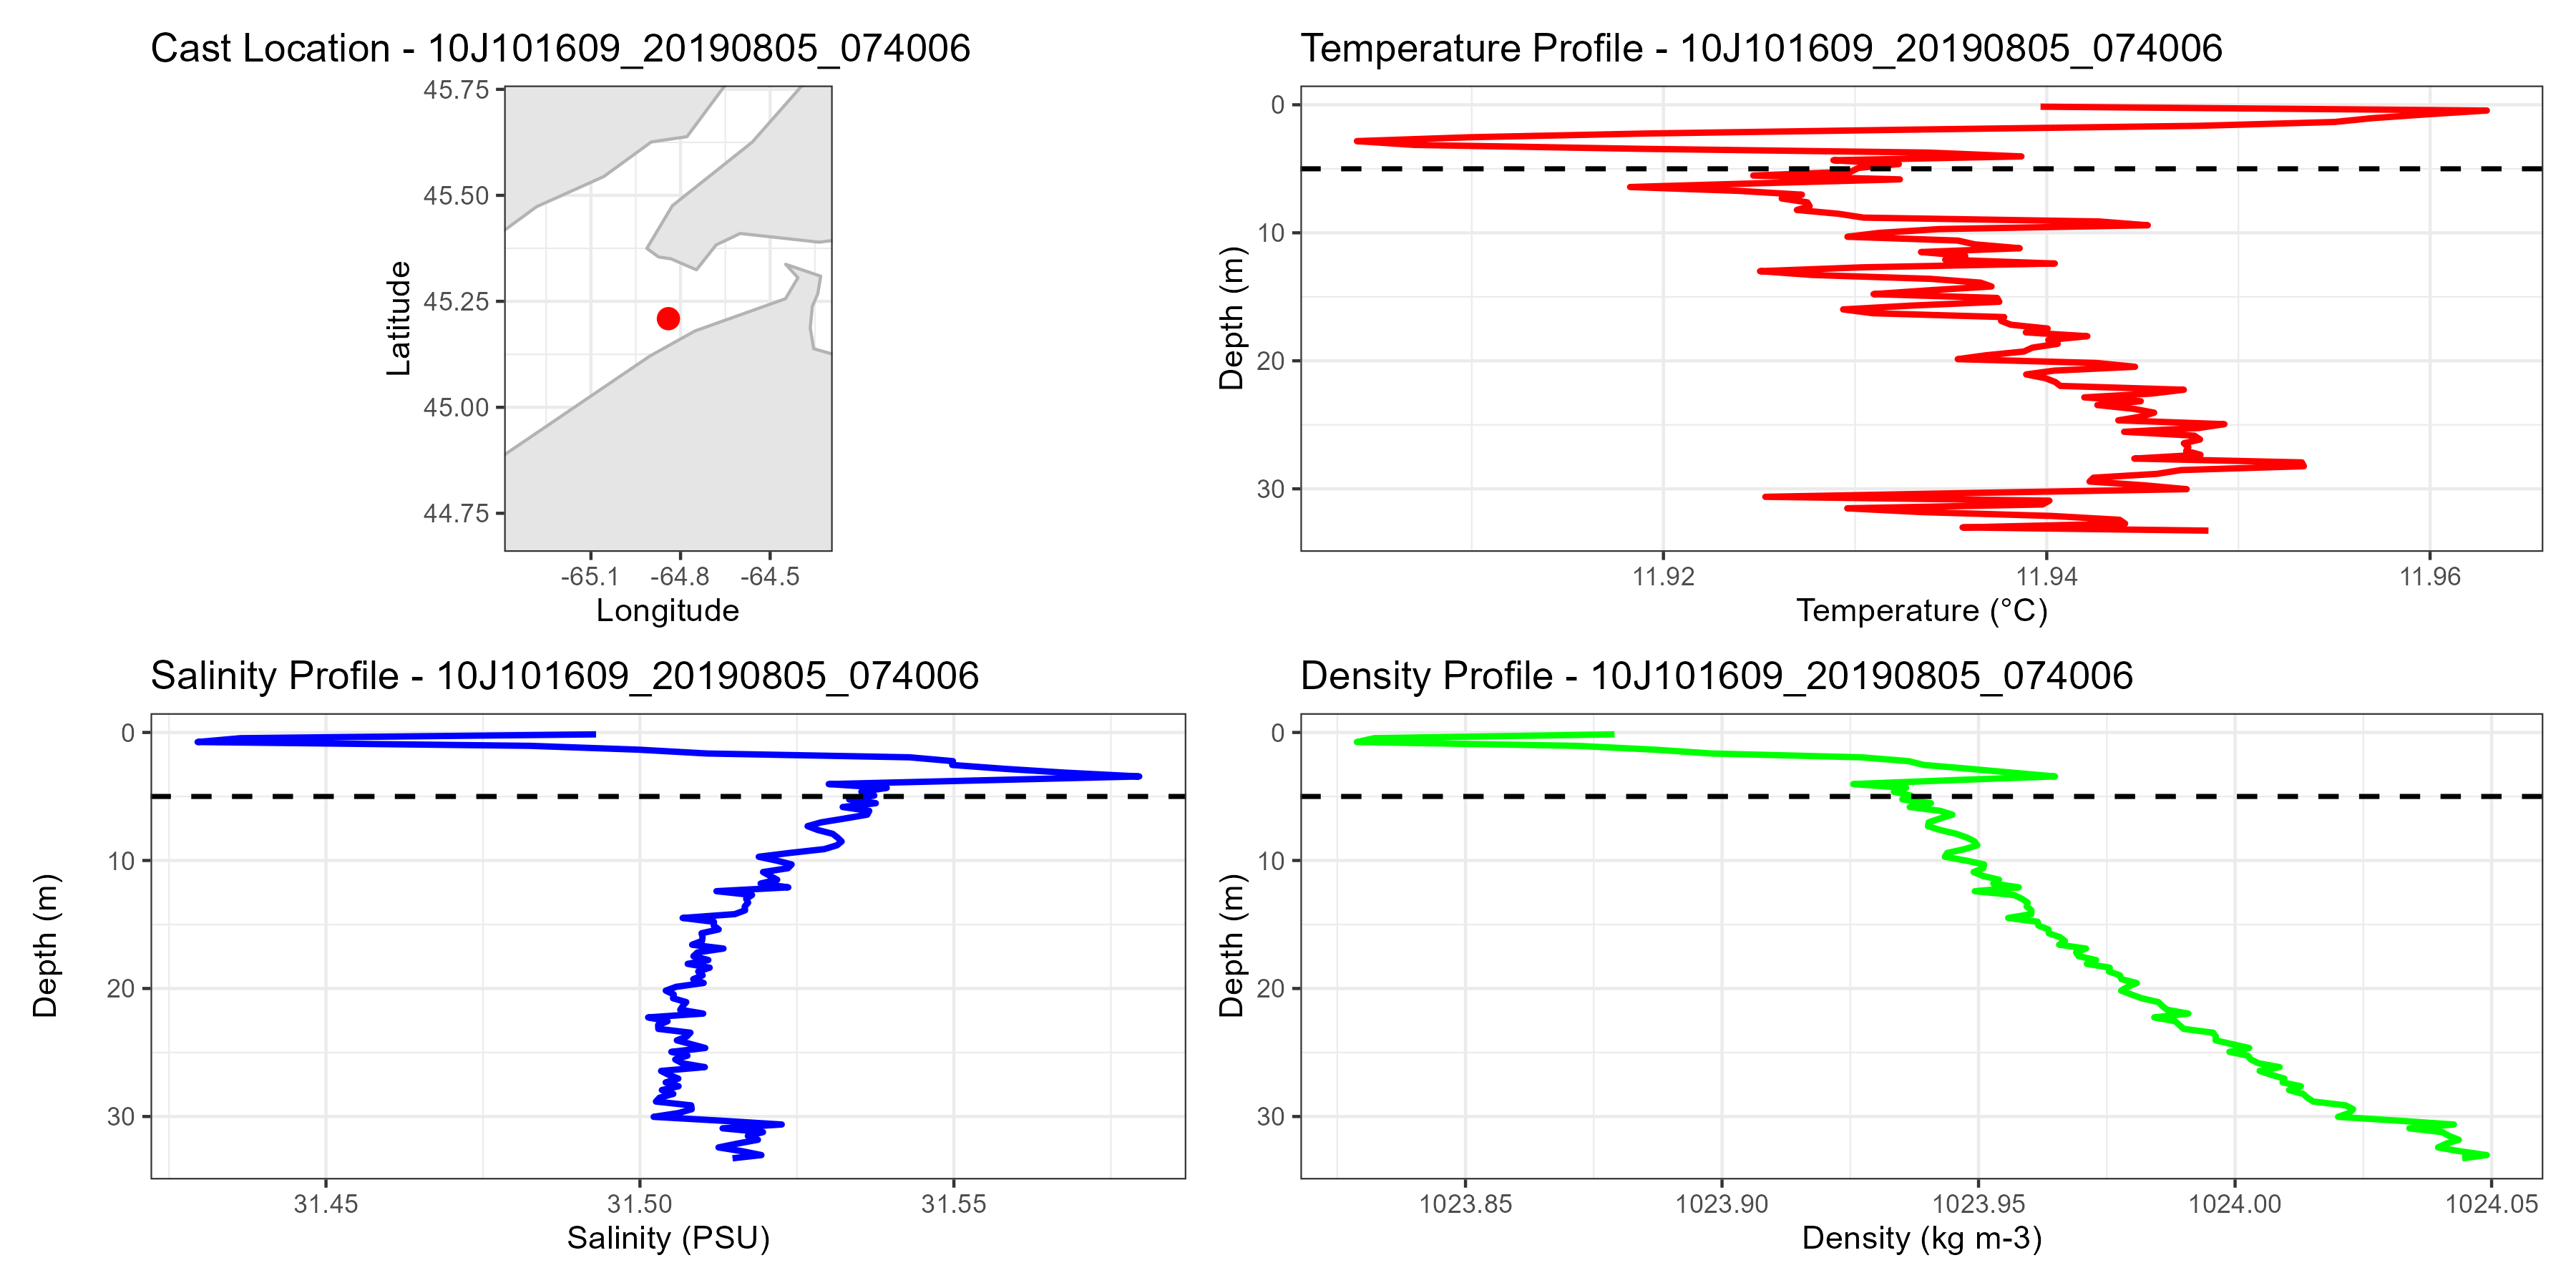 Cast Location - 10J101609_20190805_074006
45.75
45.50
45.25
45.00
44.75
Latitude
-65.1 -64.8 -64.5
Longitude
Temperature Profile - 10J101609_20190805_074006
0
10
20
30
Depth (m)
11.92 11.94 11.96
Temperature (°C)
Salinity Profile - 10J101609_20190805_074006
0
10
20
30
Depth (m)
31.45 31.50 31.55
Salinity (PSU)
Density Profile - 10J101609_20190805_074006
0
10
20
30
Depth (m)
1023.85 1023.90 1023.95 1024.00 1024.05
Density (kg m-3)